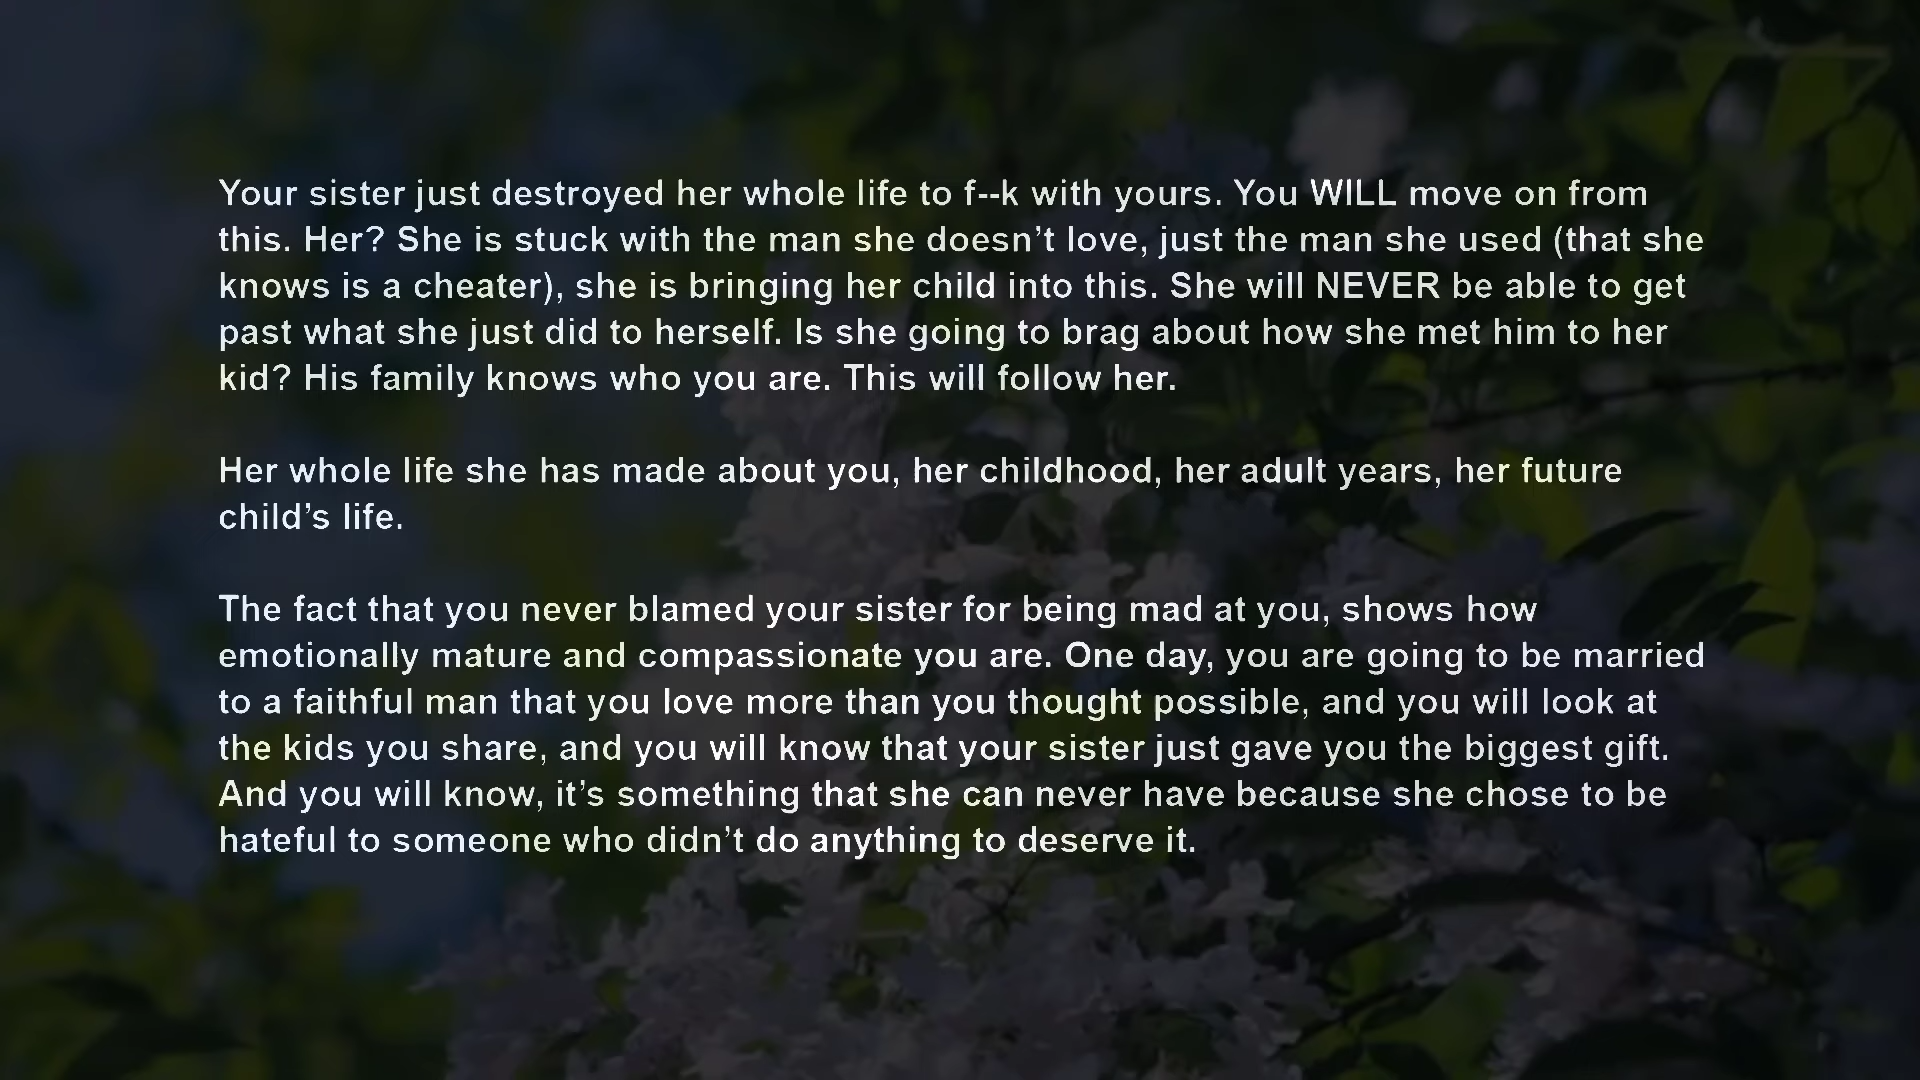 Your sister just destroyed her whole life to f--k with yours. You WILL move on from
this. Her? She is stuck with the man she doesn’t love, just the man she used (that she
knows is a cheater), she is bringing her child into this. She will NEVER be able to get
past what she just did to herself. Is she going to brag about how she met him to her
kid? His family knows who you are. This will follow her.
Her whole life she has made about you, her childhood, her adult years, her future
child’s life.
The fact that you never blamed your sister for being mad at you, shows how
emotionally mature and compassionate you are. One day, you are going to be married
to a faithful man that you love more than you thought possible, and you will look at
the kids you share, and you will know that your sister just gave you the biggest gift.
And you will know, it’s something that she can never have because she chose to be
hateful to someone who didn’t do anything to deserve it.